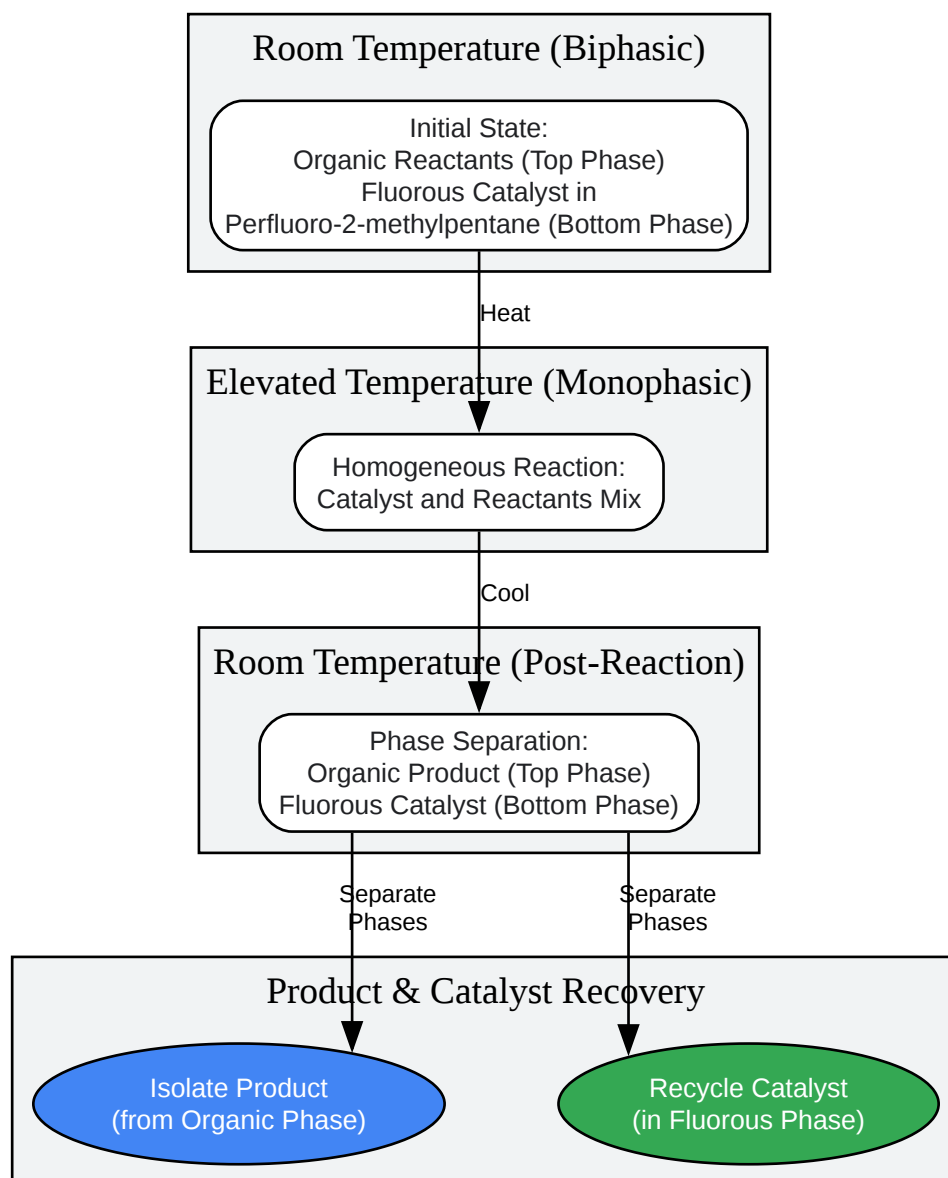 Room Temperature (Biphasic)
Initial State:
Organic Reactants (Top Phase)
Fluorous Catalyst in
Perfluoro-2-methylpentane (Bottom Phase)
Heat
Elevated Temperature (Monophasic)
Homogeneous Reaction:
Catalyst and Reactants Mix
Cool
Room Temperature (Post-Reaction)
Phase Separation:
Organic Product (Top Phase)
Fluorous Catalyst (Bottom Phase)
Separate
Phases
Separate
Phases
Product & Catalyst Recovery
Isolate Product
(from Organic Phase)
Recycle Catalyst
(in Fluorous Phase)